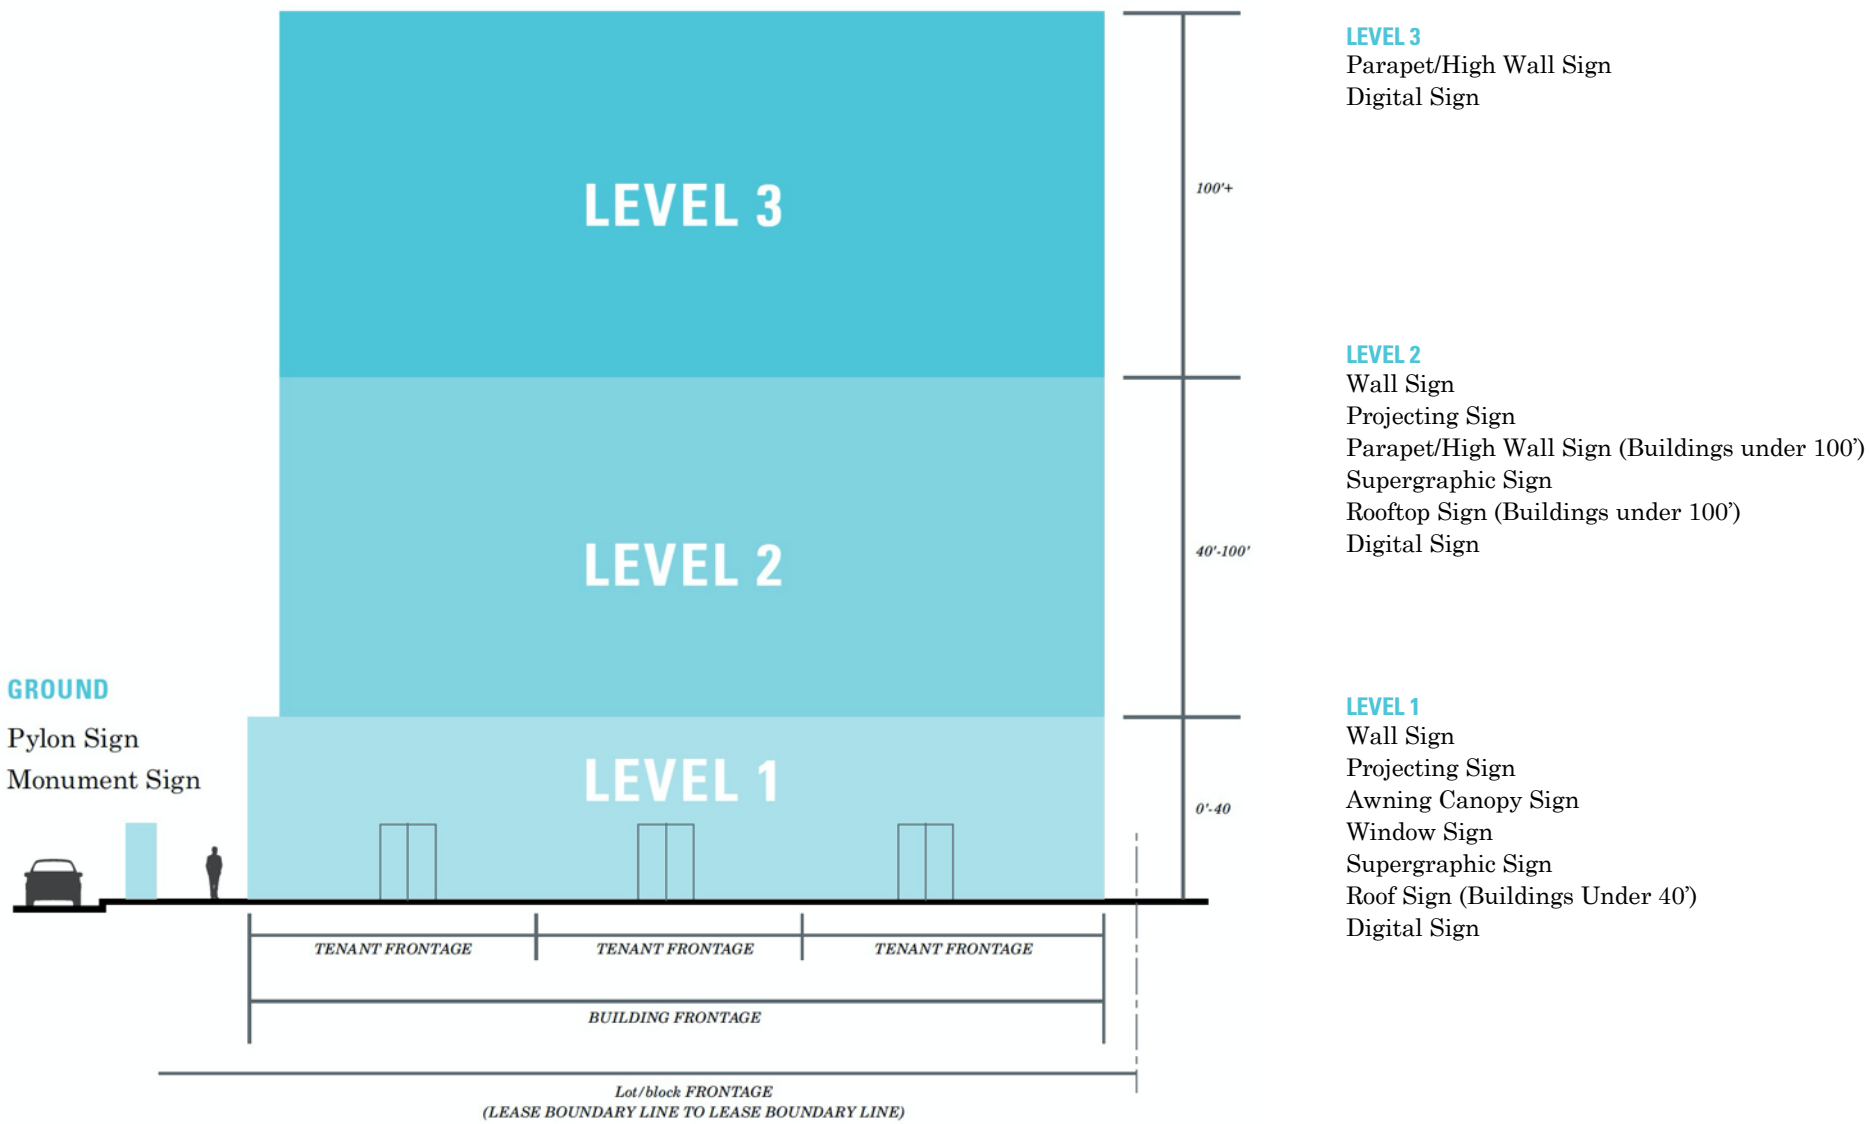 LEVEL 3
100'+
LEVEL 2
40'-100'
LEVEL 1
0'-40
GROUND
Pylon Sign
Monument Sign
TENANT FRONTAGE
TENANT FRONTAGE
TENANT FRONTAGE
BUILDING FRONTAGE
Lot/block FRONTAGE
(LEASE BOUNDARY LINE TO LEASE BOUNDARY LINE)
LEVEL 3
Parapet/High Wall Sign
Digital Sign
LEVEL 2
Wall Sign
Projecting Sign
Parapet/High Wall Sign (Buildings under 100’)
Supergraphic Sign
Rooftop Sign (Buildings under 100’)
Digital Sign
LEVEL 1
Wall Sign
Projecting Sign
Awning Canopy Sign
Window Sign
Supergraphic Sign
Roof Sign (Buildings Under 40’)
Digital Sign